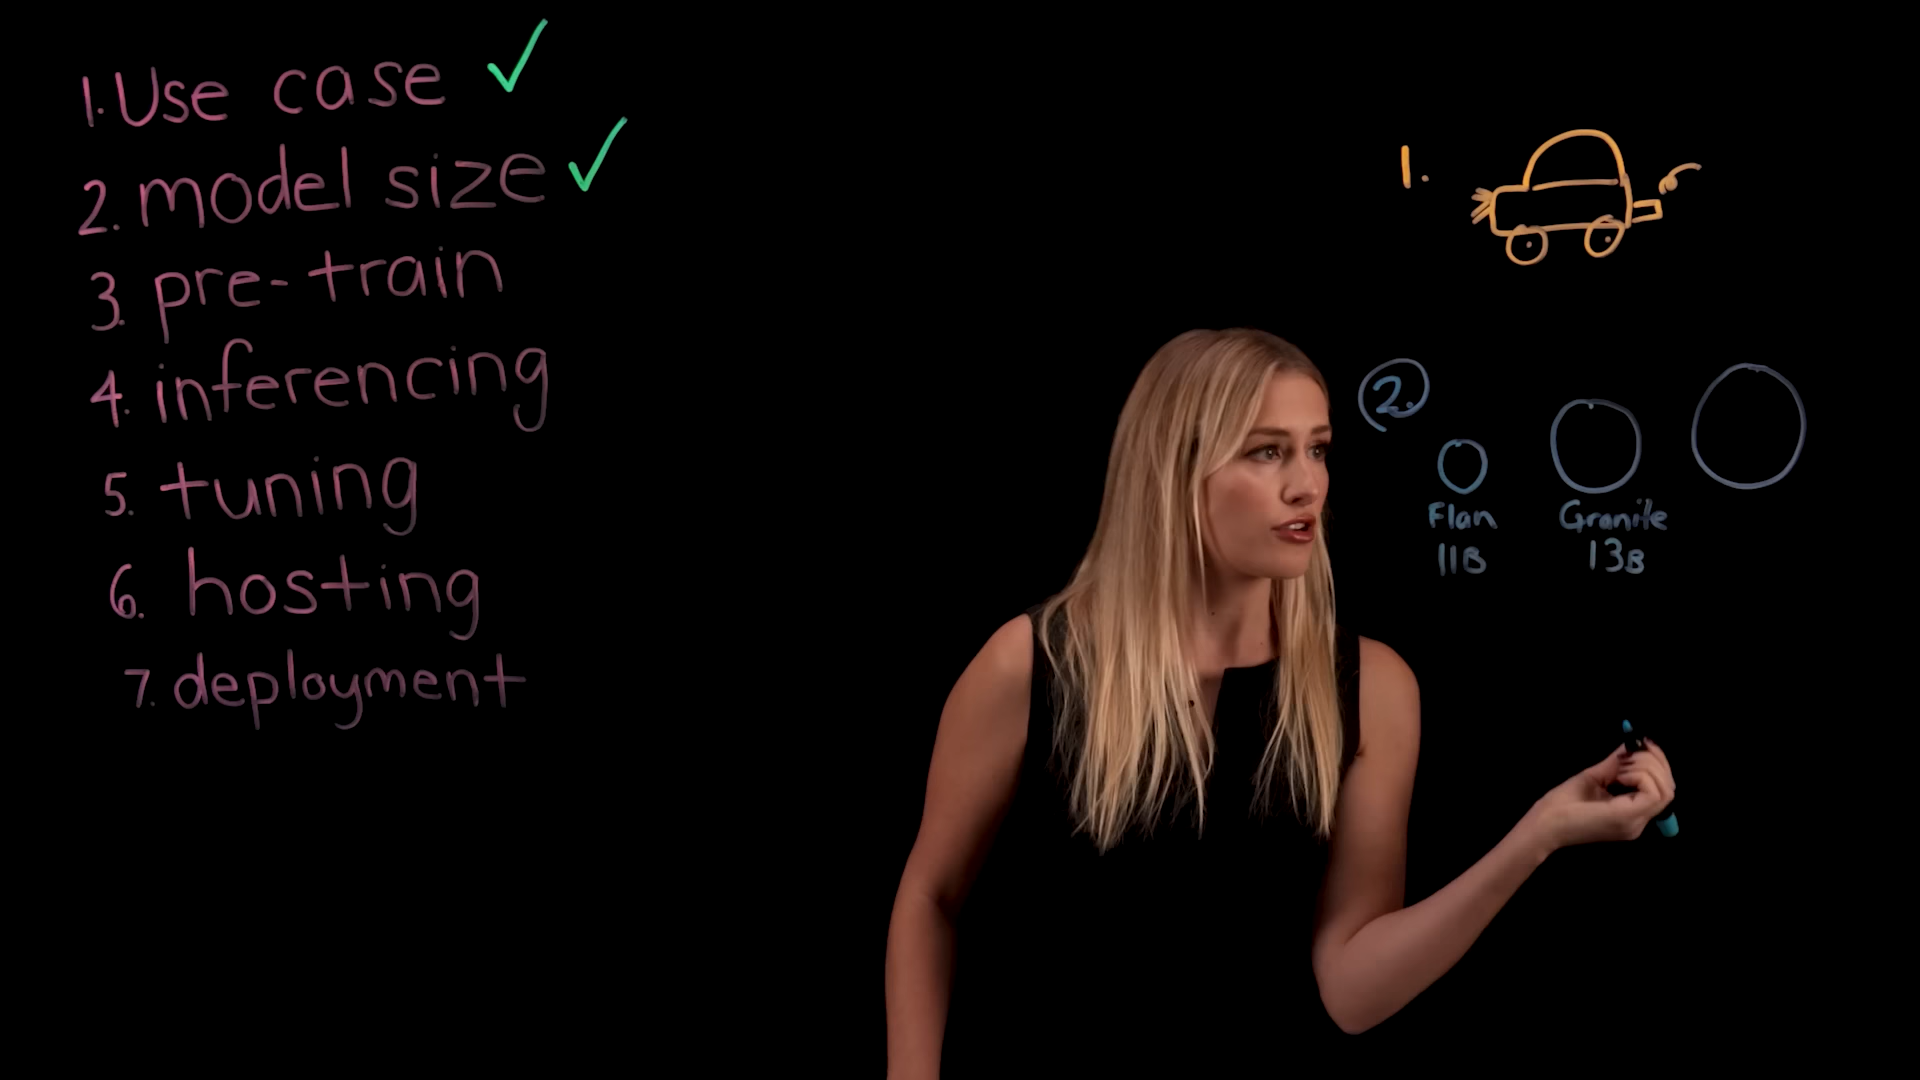 1. Use case
2. model size
3. pre-train
4. inferencing
5. tuning
6. hosting
7. deployment
1.
2.
Flan
11B
Granite
13B